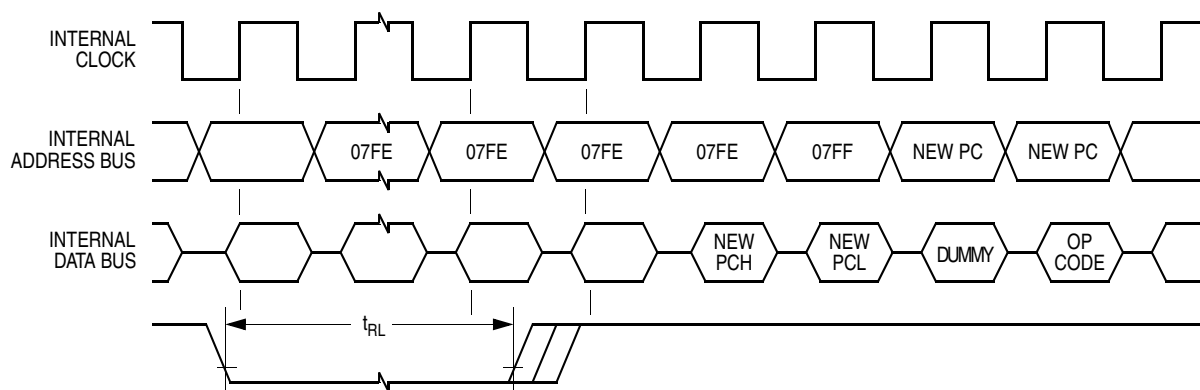 INTERNAL
CLOCK
INTERNAL
ADDRESS BUS
07FE
07FE
07FE
07FE
07FF
NEW PC
NEW PC
INTERNAL
DATA BUS
NEW
PCH
NEW
PCL
DUMMY
OP
CODE
tRL